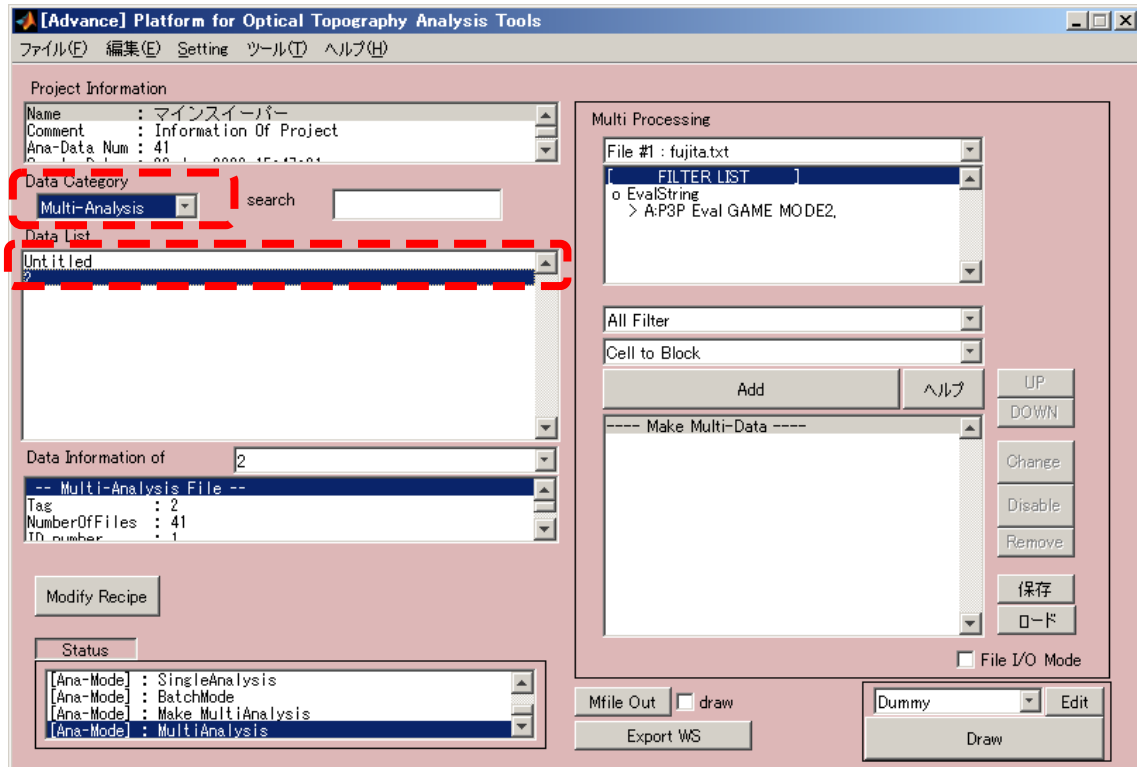 [Advance] Platform for Optical Topography Analysis Tools
ファイル(F) 編集(E) Setting ツール(T) ヘルプ(H)
Project Information
Name : マインスイーパー
Comment : Information Of Project
Ana-Data Num : 41
Data Category
Multi-Analysis
search
Data List
Untitled
2
Data Information of
2
-- Multi-Analysis File --
Tag : 2
NumberOfFiles : 41
ID number : 1
Modify Recipe
Status
[Ana-Mode] : SingleAnalysis
[Ana-Mode] : BatchMode
[Ana-Mode] : Make MultiAnalysis
[Ana-Mode] : MultiAnalysis
Multi Processing
File #1 : fujita.txt
[ FILTER LIST ]
o EvalString
> A:P3P Eval GAME MODE2,
All Filter
Cell to Block
Add
ヘルプ
UP
DOWN
---- Make Multi-Data ----
Change
Disable
Remove
保存
ロード
File I/O Mode
Mfile Out
draw
Export WS
Dummy
Edit
Draw